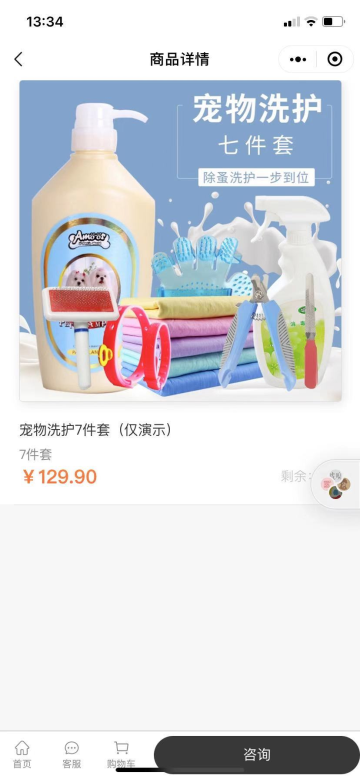 13:34
商品详情
宠物洗护
七件套
除蚤洗护一步到位
宠物洗护7件套（仅演示）
7件套
￥129.90
剩余:
首页
客服
购物车
咨询